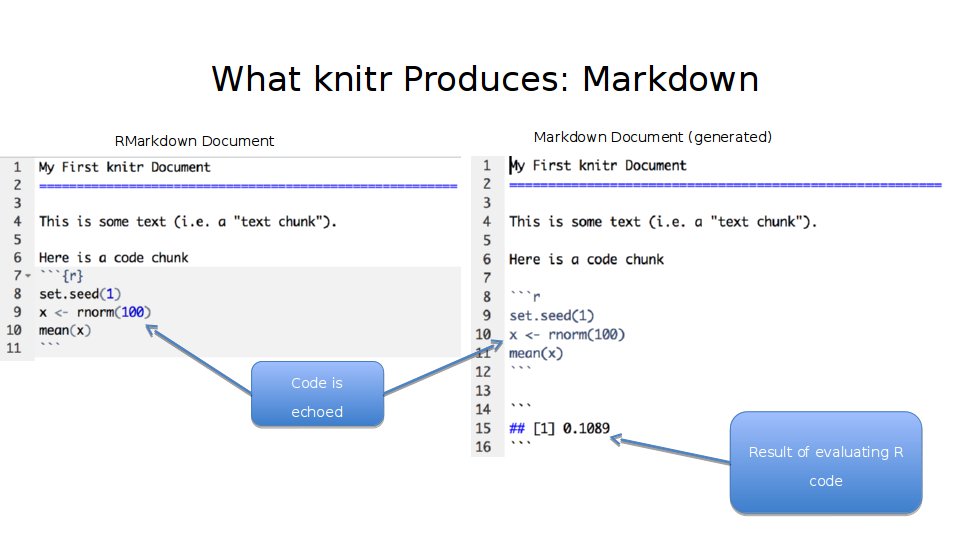 What knitr Produces: Markdown
RMarkdown Document
1 My First knitr Document
2 ========================================================
3
4 This is some text (i.e. a "text chunk").
5
6 Here is a code chunk
7 ```{r}
8 set.seed(1)
9 x <- rnorm(100)
10 mean(x)
11 ```
Code is
echoed
Markdown Document (generated)
1 My First knitr Document
2 ========================================================
3
4 This is some text (i.e. a "text chunk").
5
6 Here is a code chunk
7
8 ```r
9 set.seed(1)
10 x <- rnorm(100)
11 mean(x)
12 ```
13
14 ```
15 ## [1] 0.1089
16 ```
Result of evaluating R
code